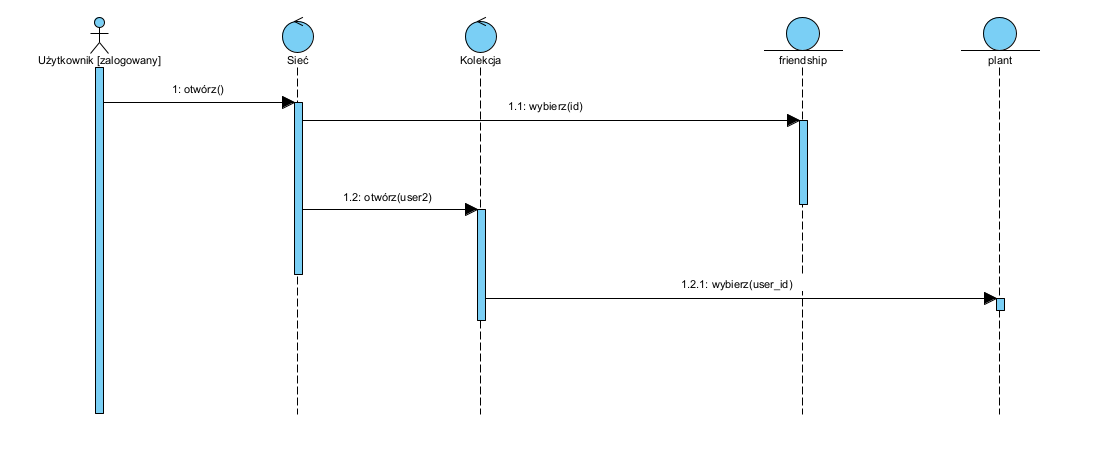 Użytkownik [zalogowany]
Sieć
Kolekcja
friendship
plant
1: otwórz()
1.1: wybierz(id)
1.2: otwórz(user2)
1.2.1: wybierz(user_id)